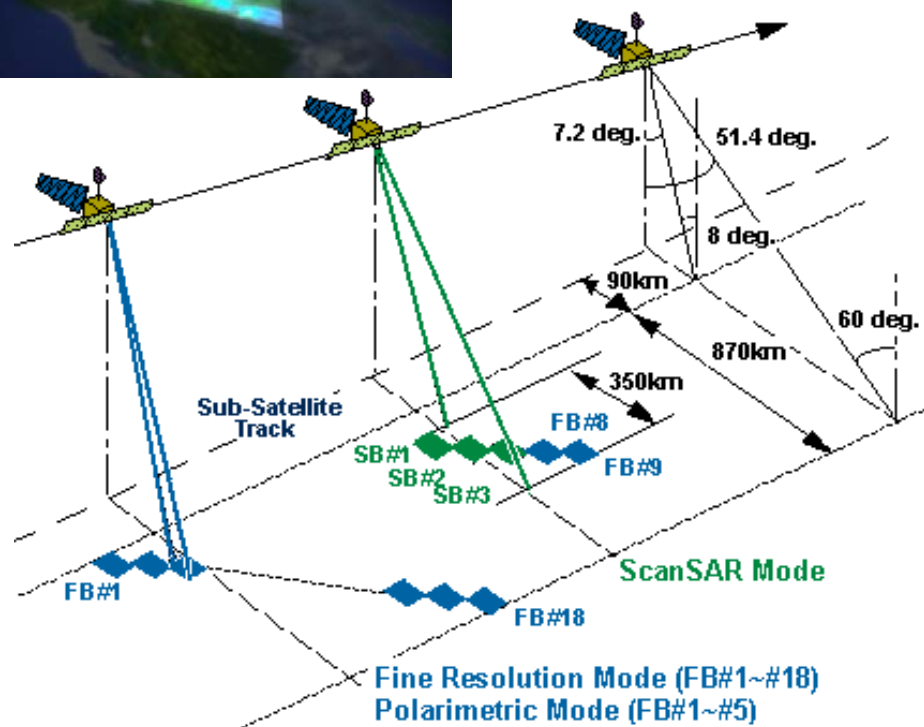 7.2 deg.
51.4 deg.
8 deg.
90km
60 deg.
870km
350km
Sub-Satellite
Track
FB#8
SB#1
FB#9
SB#2
SB#3
ScanSAR Mode
FB#1
FB#18
Fine Resolution Mode (FB#1~#18)
Polarimetric Mode (FB#1~#5)